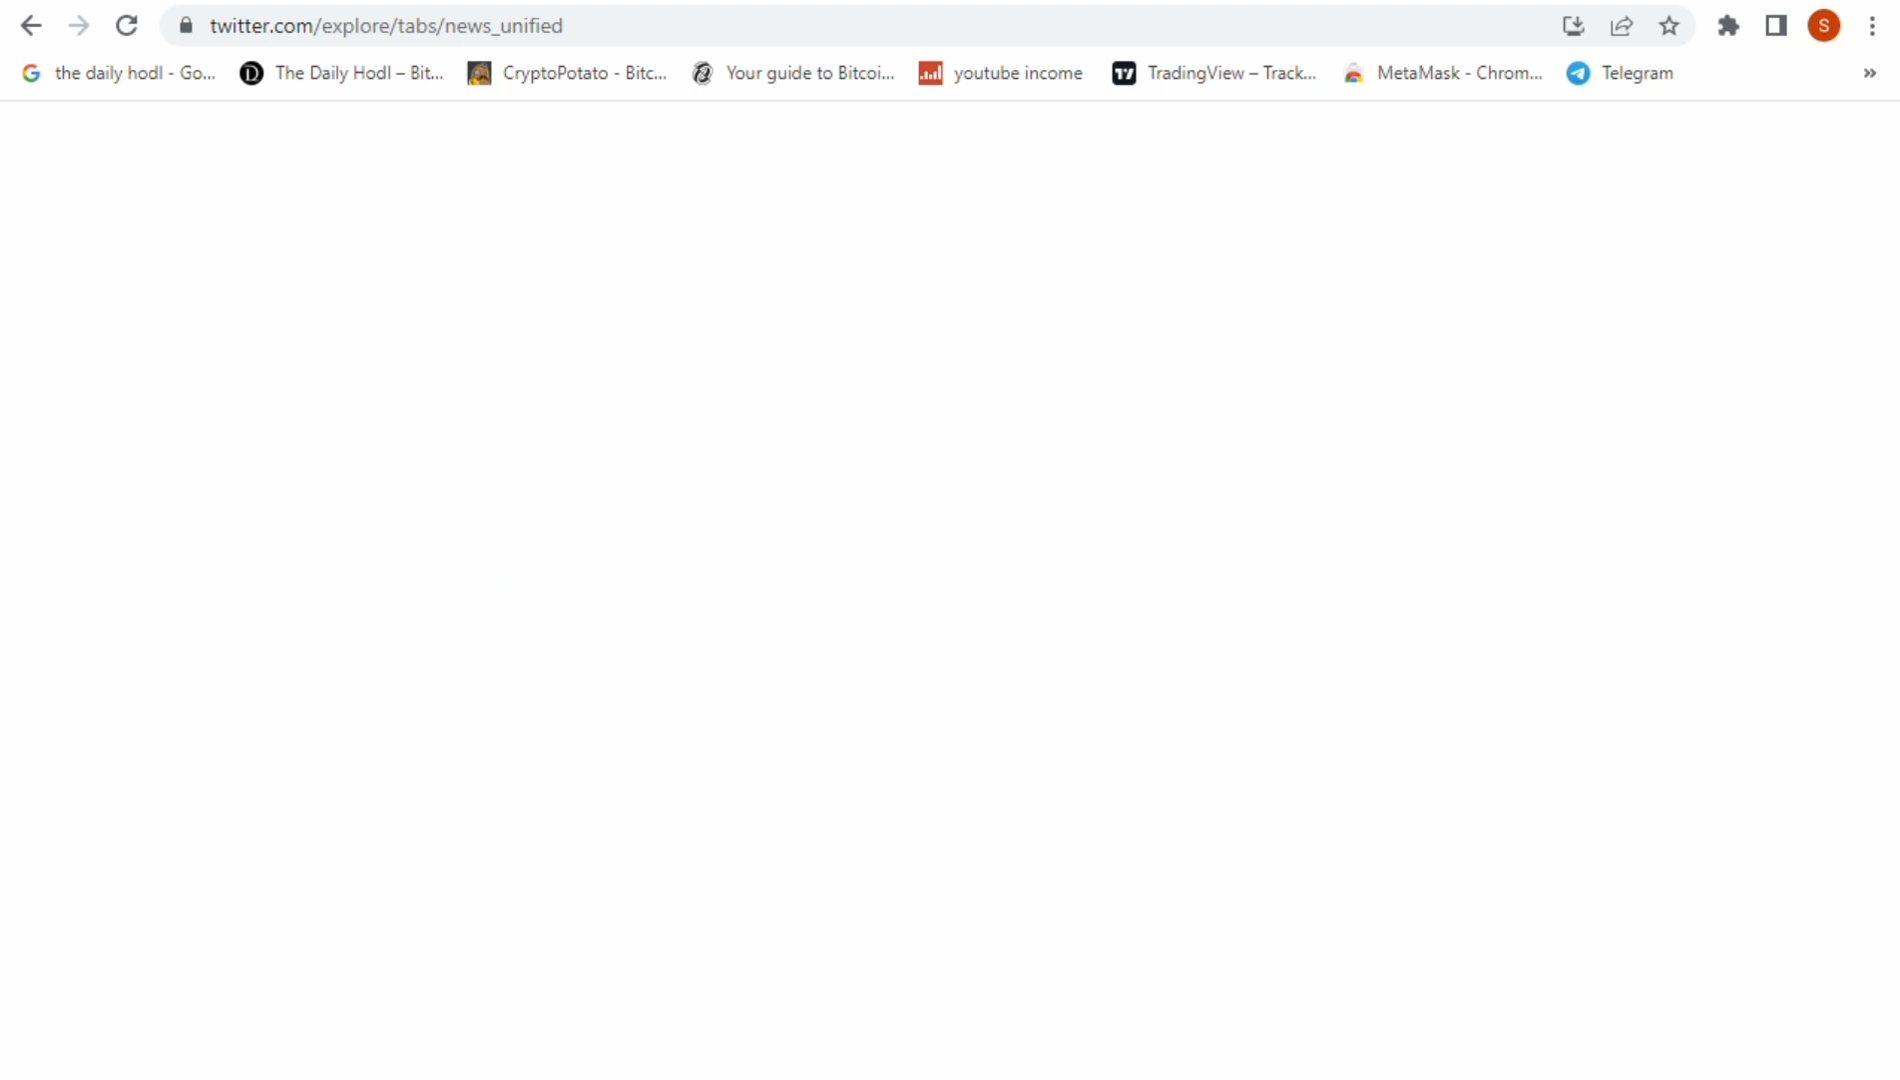 twitter.com/explore/tabs/news_unified
S
the daily hodl - Go... The Daily Hodl – Bit... CryptoPotato - Bitc... Your guide to Bitcoi... youtube income TradingView – Track... MetaMask - Chrom... Telegram »